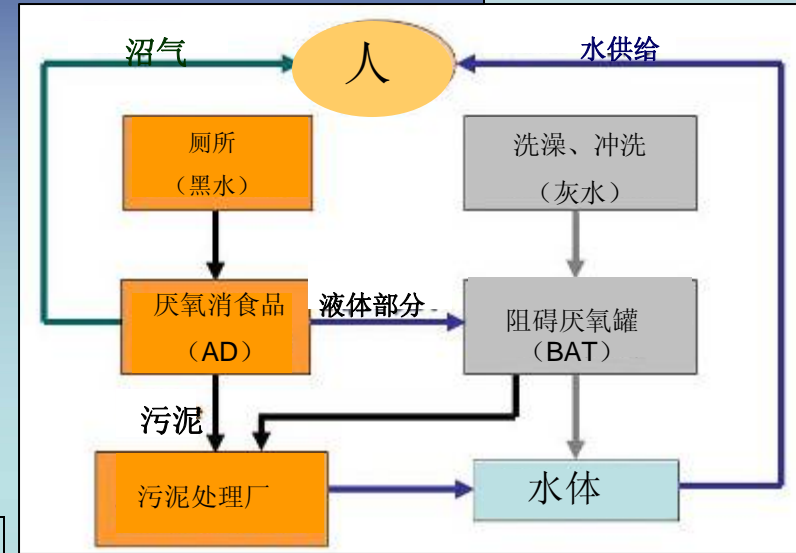 沼气
人
水供给
厕所
（黑水）
洗澡、冲洗
（灰水）
厌氧消食品
（AD）
液体部分
阻碍厌氧罐
（BAT）
污泥
污泥处理厂
水体